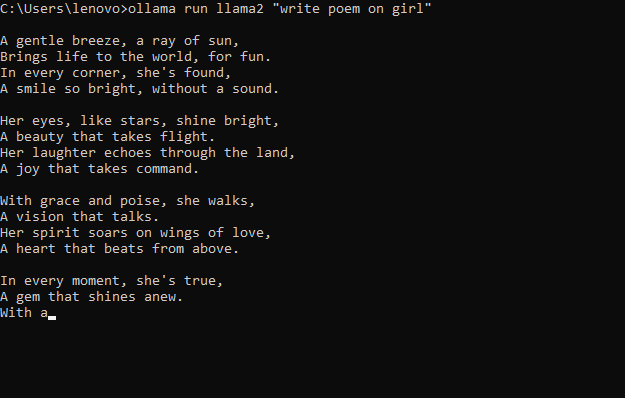 C:\Users\lenovo>ollama run llama2 "write poem on girl"
A gentle breeze, a ray of sun,
Brings life to the world, for fun.
In every corner, she's found,
A smile so bright, without a sound.
Her eyes, like stars, shine bright,
A beauty that takes flight.
Her laughter echoes through the land,
A joy that takes command.
With grace and poise, she walks,
A vision that talks.
Her spirit soars on wings of love,
A heart that beats from above.
In every moment, she's true,
A gem that shines anew.
With a